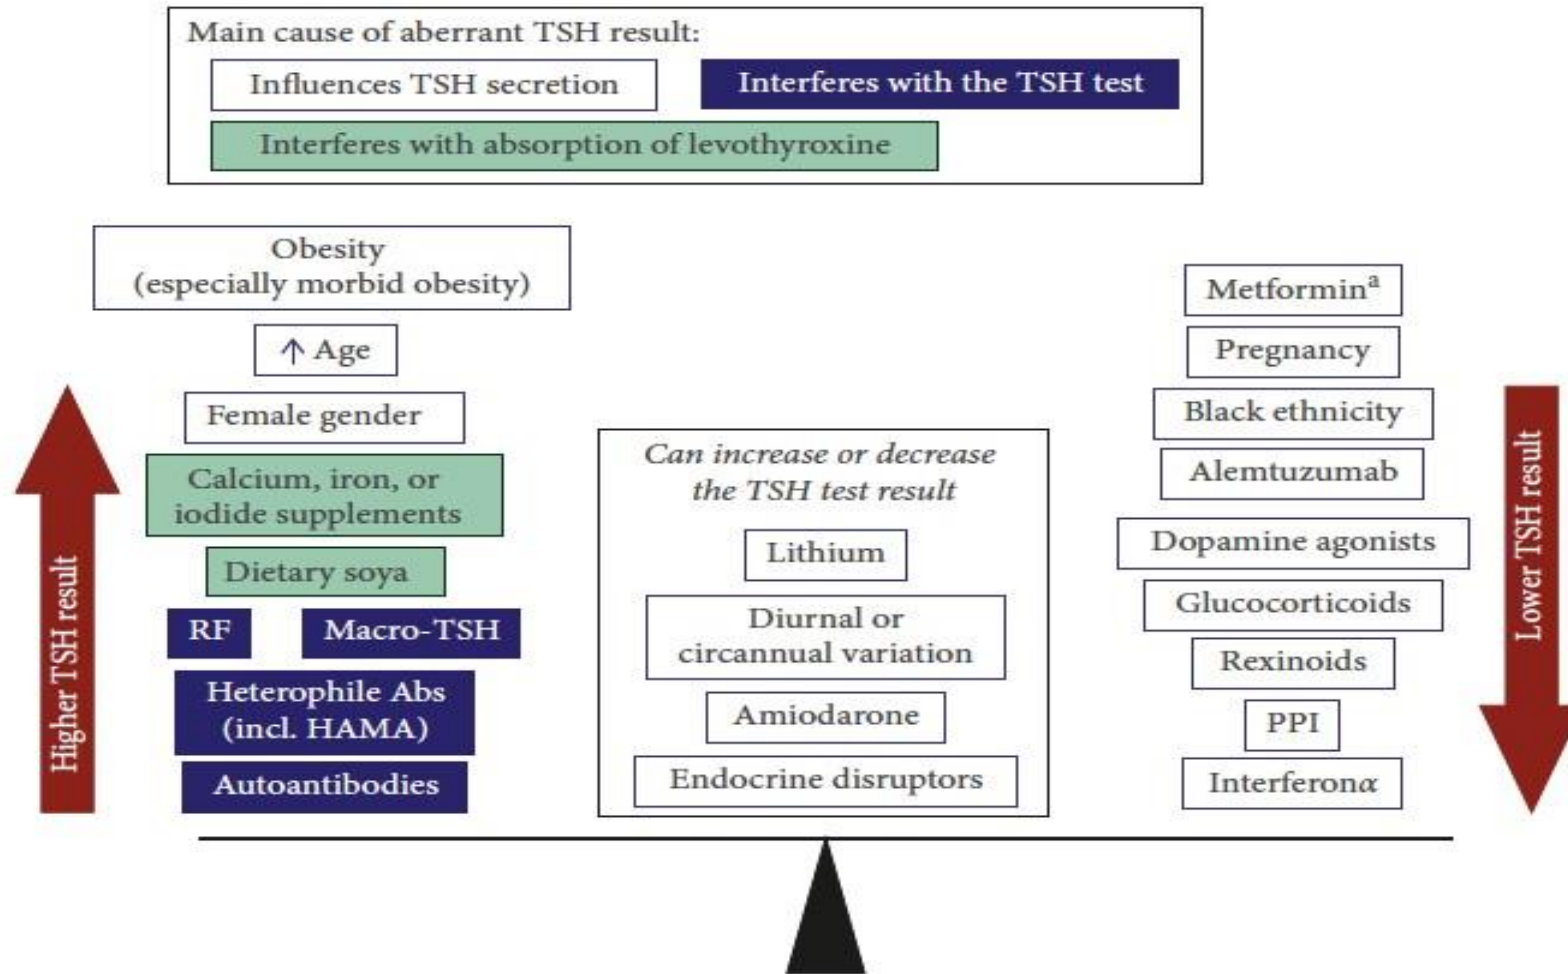 Main cause of aberrant TSH result:
Influences TSH secretion
Interferes with the TSH test
Interferes with absorption of levothyroxine
Obesity
(especially morbid obesity)
↑ Age
Female gender
Calcium, iron, or
iodide supplements
Dietary soya
RF
Macro-TSH
Heterophile Abs
(incl. HAMA)
Autoantibodies
Higher TSH result
Can increase or decrease
the TSH test result
Lithium
Diurnal or
circannual variation
Amiodarone
Endocrine disruptors
Metforminᵃ
Pregnancy
Black ethnicity
Alemtuzumab
Dopamine agonists
Glucocorticoids
Rexinoids
PPI
Interferonα
Lower TSH result